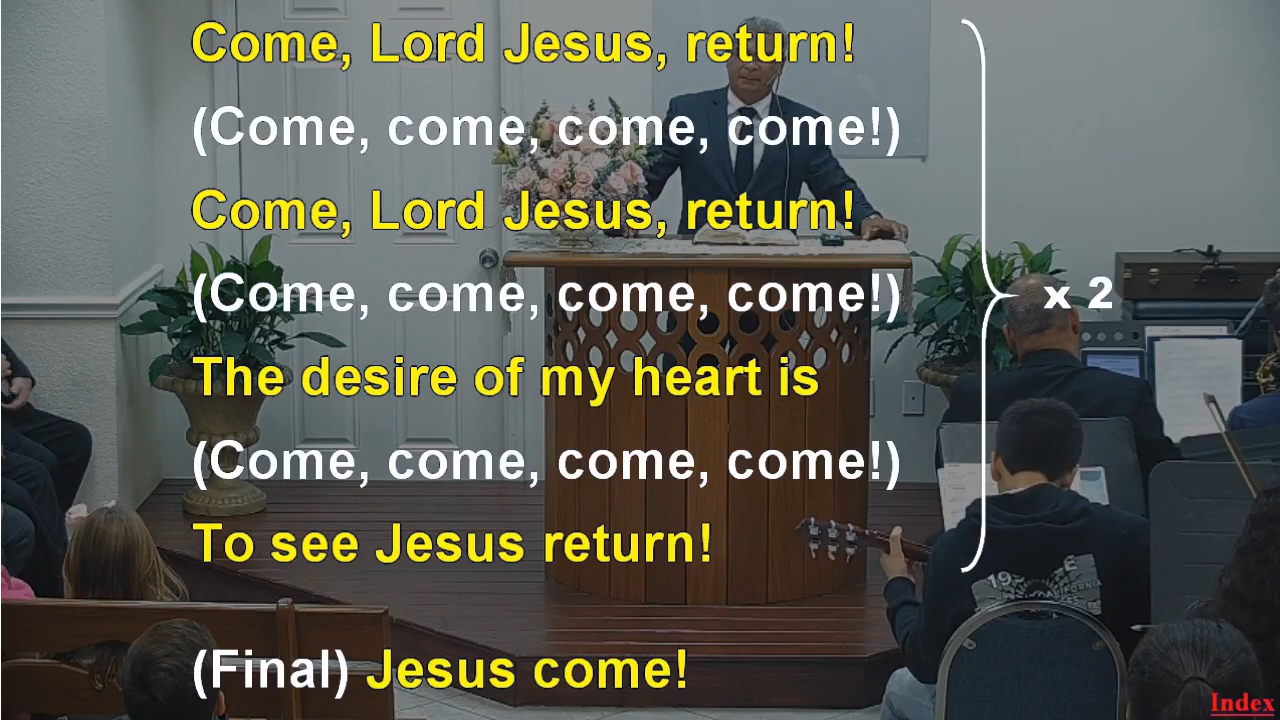 Come, Lord Jesus, return!
(Come, come, come, come!)
Come, Lord Jesus, return!
(Come, come, come, come!)
x 2
The desire of my heart is
(Come, come, come, come!)
To see Jesus return!
(Final) Jesus come!
Index